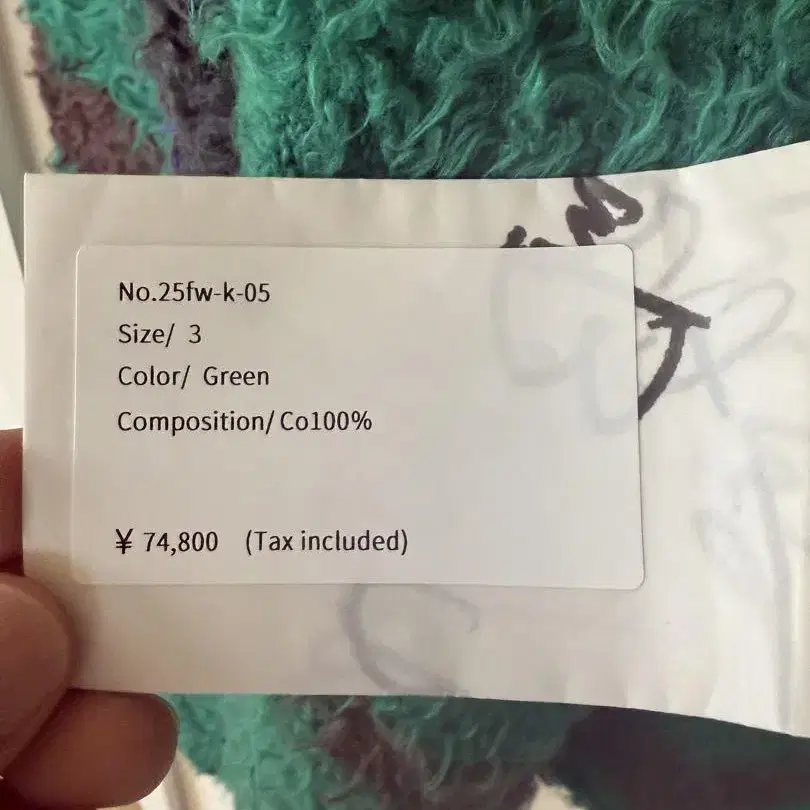 No.25fw-k-05
Size/ 3
Color/ Green
Composition/ Co100%
¥ 74,800 (Tax included)